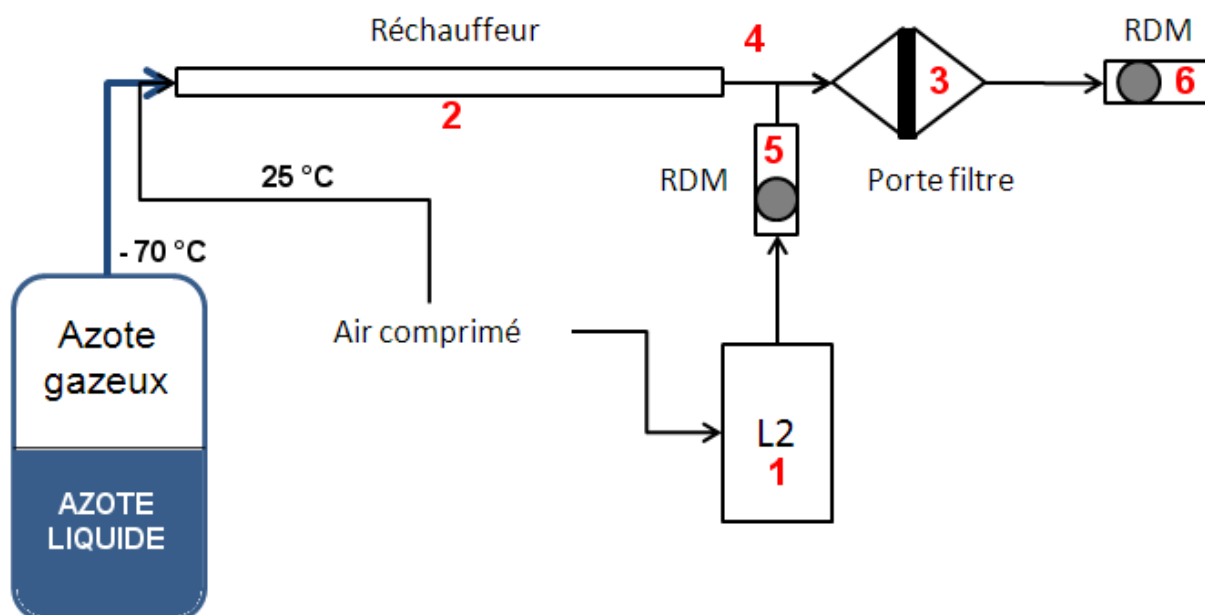 Réchauffeur
4
RDM
3
6
2
5
25 °C
RDM
Porte filtre
- 70 °C
Azote
gazeux
Air comprimé
L2
1
AZOTE
LIQUIDE